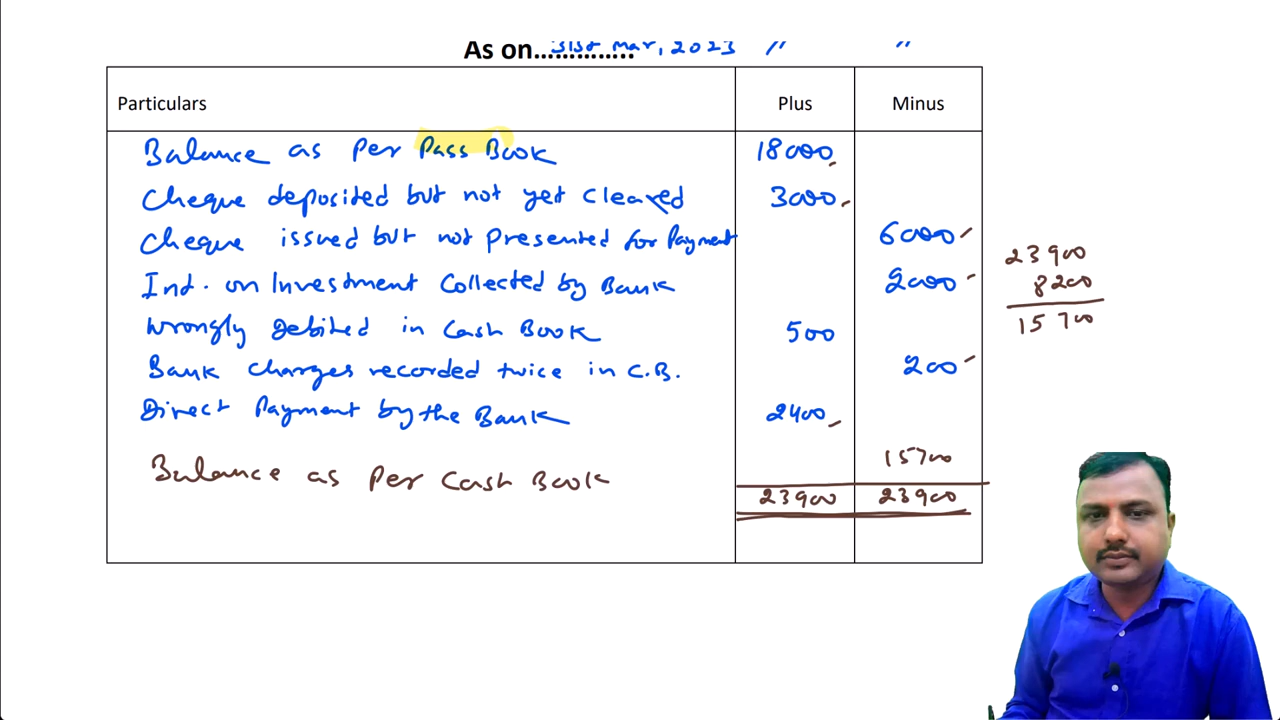 As on.............. 31st Mar, 2023 〃 〃
Particulars Plus Minus
Balance as Per Pass Book 18000
Cheque deposited but not yet cleared 3000
Cheque issued but not presented for Payment 6000
Int. on Investment Collected by Bank 2000
Wrongly Debited in Cash Book 500
Bank charges recorded twice in C.B. 200
Direct Payment by the Bank 2400
Balance as Per Cash Book 15700
23900 23900
23900
8200
15700